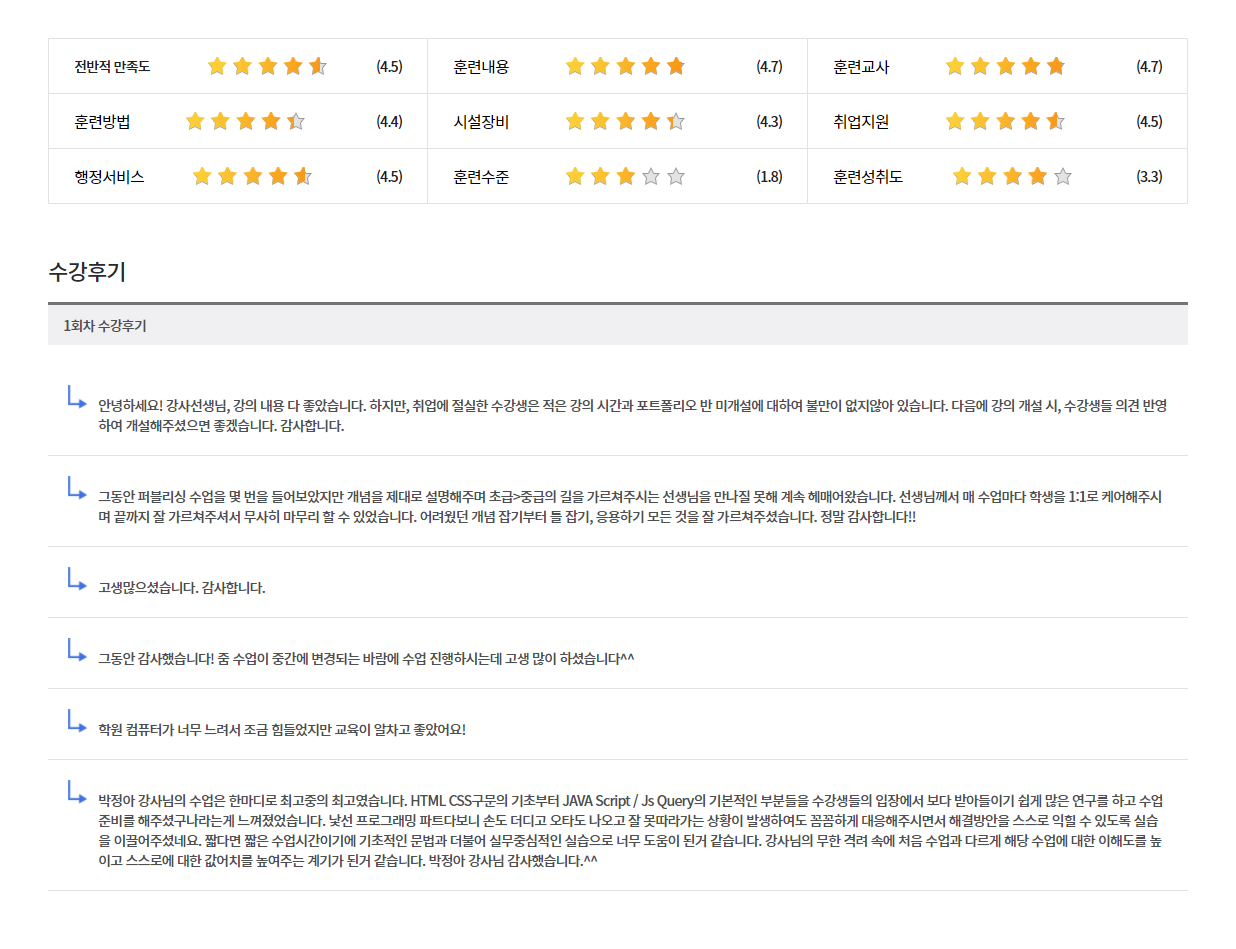 전반적 만족도 (4.5) 훈련내용 (4.7) 훈련교사 (4.7)
훈련방법 (4.4) 시설장비 (4.3) 취업지원 (4.5)
행정서비스 (4.5) 훈련수준 (1.8) 훈련성취도 (3.3)
수강후기
1회차 수강후기
안녕하세요! 강사선생님, 강의 내용 다 좋았습니다. 하지만, 취업에 절실한 수강생은 적은 강의 시간과 포트폴리오 반 미개설에 대하여 불만이 없지않아 있습니다. 다음에 강의 개설 시, 수강생들 의견 반영
하여 개설해주셨으면 좋겠습니다. 감사합니다.
그동안 퍼블리싱 수업을 몇 번을 들어보았지만 개념을 제대로 설명해주며 초급>중급의 길을 가르쳐주시는 선생님을 만나질 못해 계속 헤매어왔습니다. 선생님께서 매 수업마다 학생을 1:1로 케어해주시
며 끝까지 잘 가르쳐주셔서 무사히 마무리 할 수 있었습니다. 어려웠던 개념 잡기부터 틀 잡기, 응용하기 모든 것을 잘 가르쳐주셨습니다. 정말 감사합니다!!
고생많으셨습니다. 감사합니다.
그동안 감사했습니다! 줌 수업이 중간에 변경되는 바람에 수업 진행하시는데 고생 많이 하셨습니다^^
학원 컴퓨터가 너무 느려서 조금 힘들었지만 교육이 알차고 좋았어요!
박정아 강사님의 수업은 한마디로 최고중의 최고였습니다. HTML CSS구문의 기초부터 JAVA Script / Js Query의 기본적인 부분들을 수강생들의 입장에서 보다 받아들이기 쉽게 많은 연구를 하고 수업
준비를 해주셨구나라는게 느껴졌었습니다. 낯선 프로그래밍 파트다보니 손도 더디고 오타도 나오고 잘 못따라가는 상황이 발생하여도 꼼꼼하게 대응해주시면서 해결방안을 스스로 익힐 수 있도록 실습
을 이끌어주셨네요. 짧다면 짧은 수업시간이기에 기초적인 문법과 더불어 실무중심적인 실습으로 너무 도움이 된거 같습니다. 강사님의 무한 격려 속에 처음 수업과 다르게 해당 수업에 대한 이해도를 높
이고 스스로에 대한 값어치를 높여주는 계기가 된거 같습니다. 박정아 강사님 감사했습니다.^^